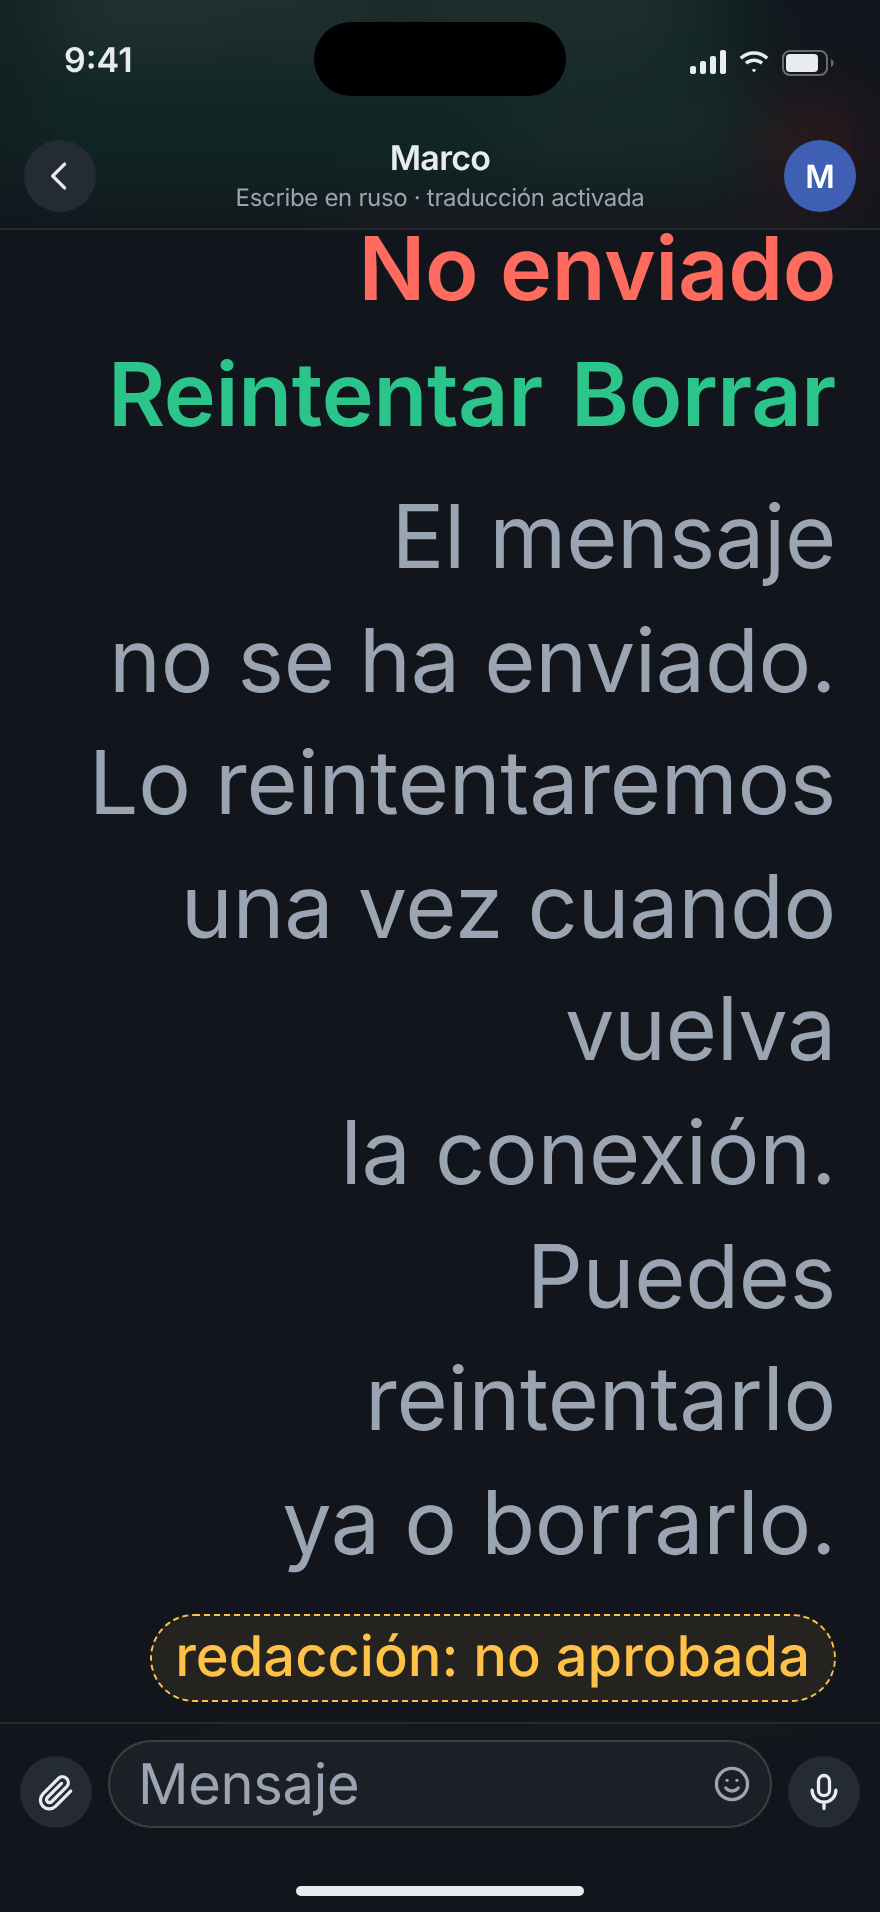 9:41
Marco
Escribe en ruso · traducción activada
M
No enviado
Reintentar Borrar
El mensaje
no se ha enviado.
Lo reintentaremos
una vez cuando
vuelva
la conexión.
Puedes
reintentarlo
ya o borrarlo.
redacción: no aprobada
Mensaje